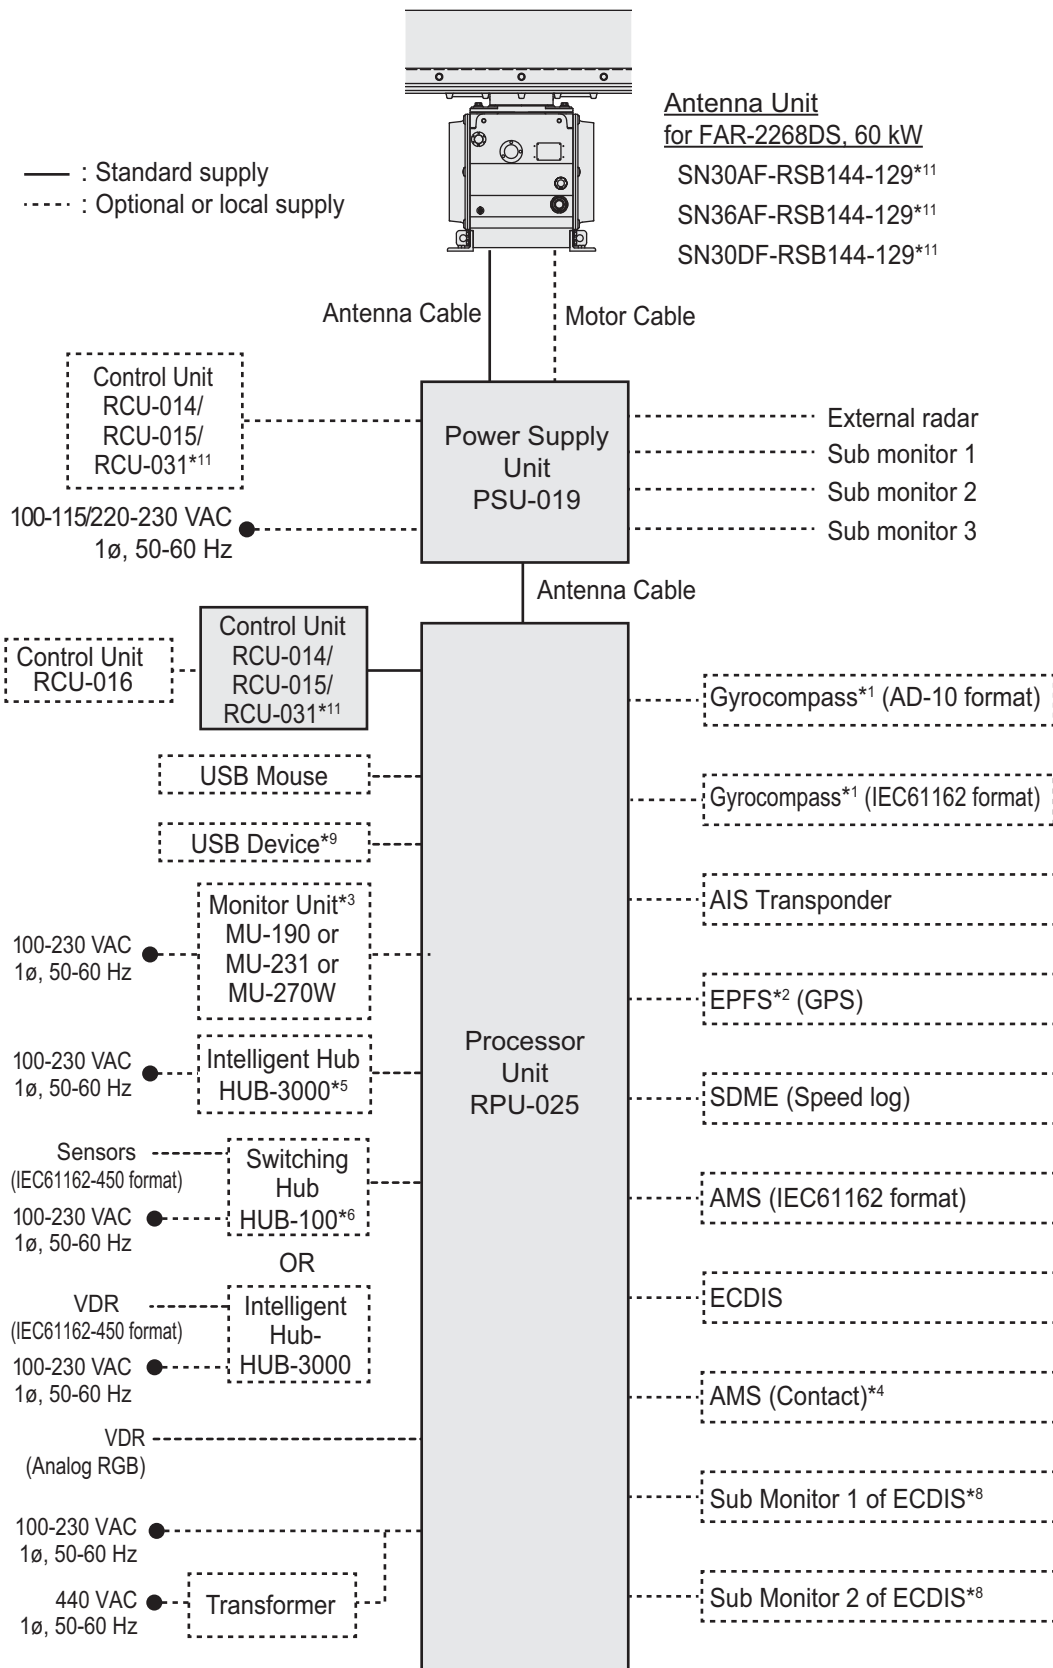 Antenna Unit
for FAR-2268DS, 60 kW
SN30AF-RSB144-129*11
SN36AF-RSB144-129*11
SN30DF-RSB144-129*11
: Standard supply
: Optional or local supply
Antenna Cable
Motor Cable
Control Unit
RCU-014/
RCU-015/
RCU-031*11
100-115/220-230 VAC
1ø, 50-60 Hz
Power Supply
Unit
PSU-019
External radar
Sub monitor 1
Sub monitor 2
Sub monitor 3
Antenna Cable
Control Unit
RCU-016
Control Unit
RCU-014/
RCU-015/
RCU-031*11
USB Mouse
USB Device*9
Monitor Unit*3
MU-190 or
MU-231 or
MU-270W
100-230 VAC
1ø, 50-60 Hz
Intelligent Hub
HUB-3000*5
100-230 VAC
1ø, 50-60 Hz
Sensors
(IEC61162-450 format)
100-230 VAC
1ø, 50-60 Hz
Switching
Hub
HUB-100*6
OR
VDR
(IEC61162-450 format)
100-230 VAC
1ø, 50-60 Hz
Intelligent
Hub-
HUB-3000
VDR
(Analog RGB)
100-230 VAC
1ø, 50-60 Hz
440 VAC
1ø, 50-60 Hz
Transformer
Processor
Unit
RPU-025
Gyrocompass*1 (AD-10 format)
Gyrocompass*1 (IEC61162 format)
AIS Transponder
EPFS*2 (GPS)
SDME (Speed log)
AMS (IEC61162 format)
ECDIS
AMS (Contact)*4
Sub Monitor 1 of ECDIS*8
Sub Monitor 2 of ECDIS*8